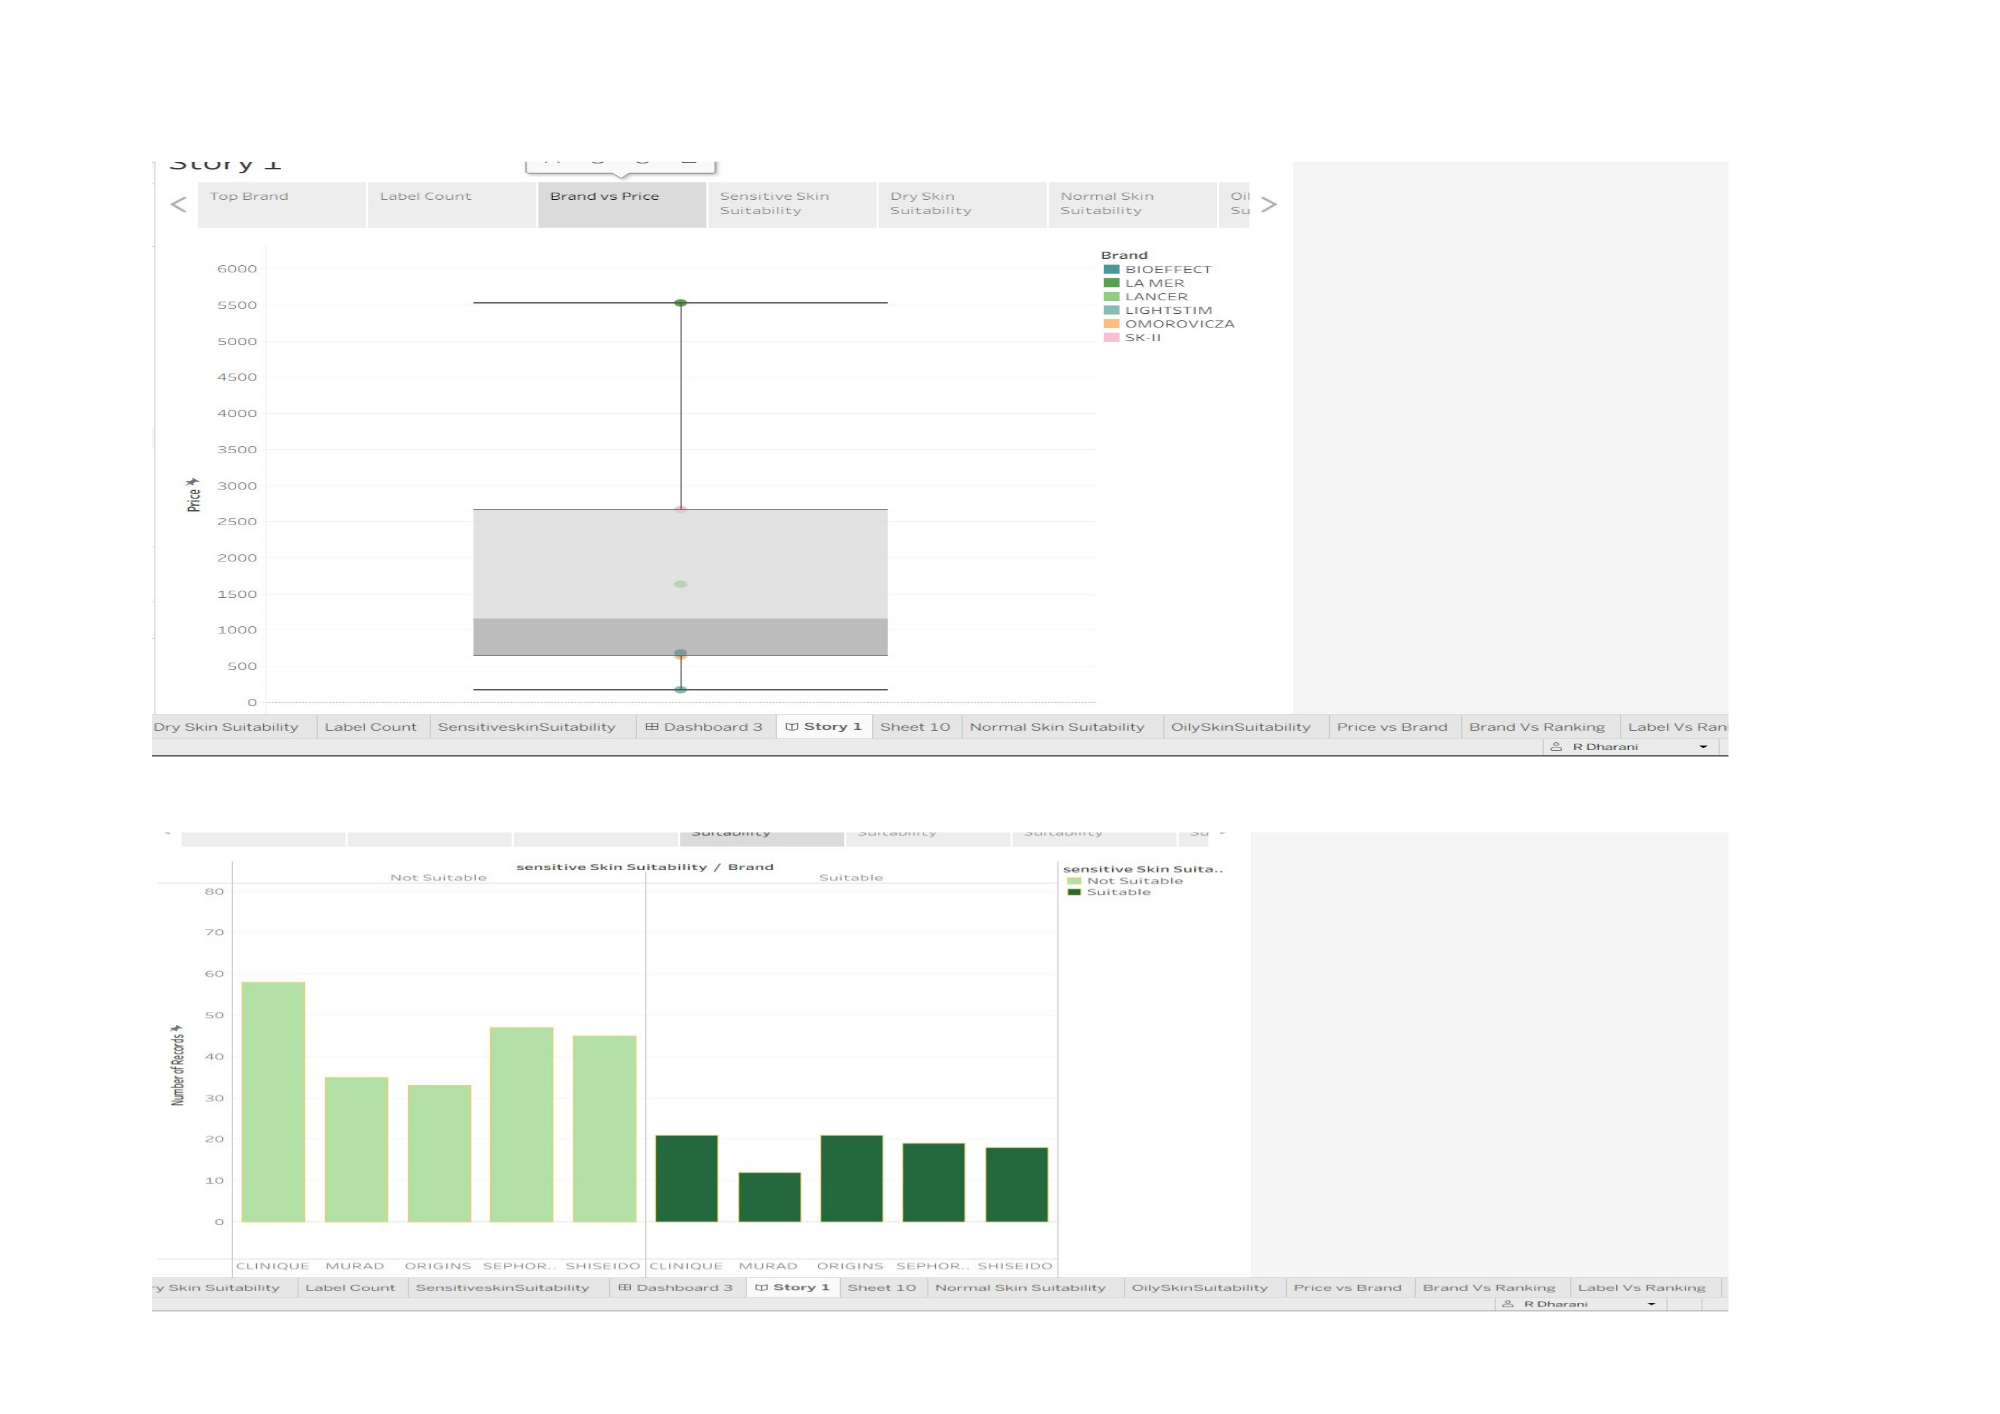 Story 1
Top Brand
Label Count
Brand vs Price
Sensitive Skin
Suitability
Dry Skin
Suitability
Normal Skin
Suitability
Oil
Su
Brand
BIOEFFECT
LA MER
LANCER
LIGHTSTIM
OMOROVICZA
SK-II
6000
5500
5000
4500
4000
3500
3000
2500
2000
1500
1000
500
0
Price
Dry Skin Suitability Label Count SensitiveskinSuitability Dashboard 3 Story 1 Sheet 10 Normal Skin Suitability OilySkinSuitability Price vs Brand Brand Vs Ranking Label Vs Ran
R Dharani
Suitability Suitability Suitability Su
sensitive Skin Suitability / Brand
Not Suitable Suitable
sensitive Skin Suita..
Not Suitable
Suitable
80
70
60
50
40
30
20
10
0
Number of Records
CLINIQUE MURAD ORIGINS SEPHOR.. SHISEIDO CLINIQUE MURAD ORIGINS SEPHOR.. SHISEIDO
y Skin Suitability Label Count SensitiveskinSuitability Dashboard 3 Story 1 Sheet 10 Normal Skin Suitability OilySkinSuitability Price vs Brand Brand Vs Ranking Label Vs Ranking
R Dharani